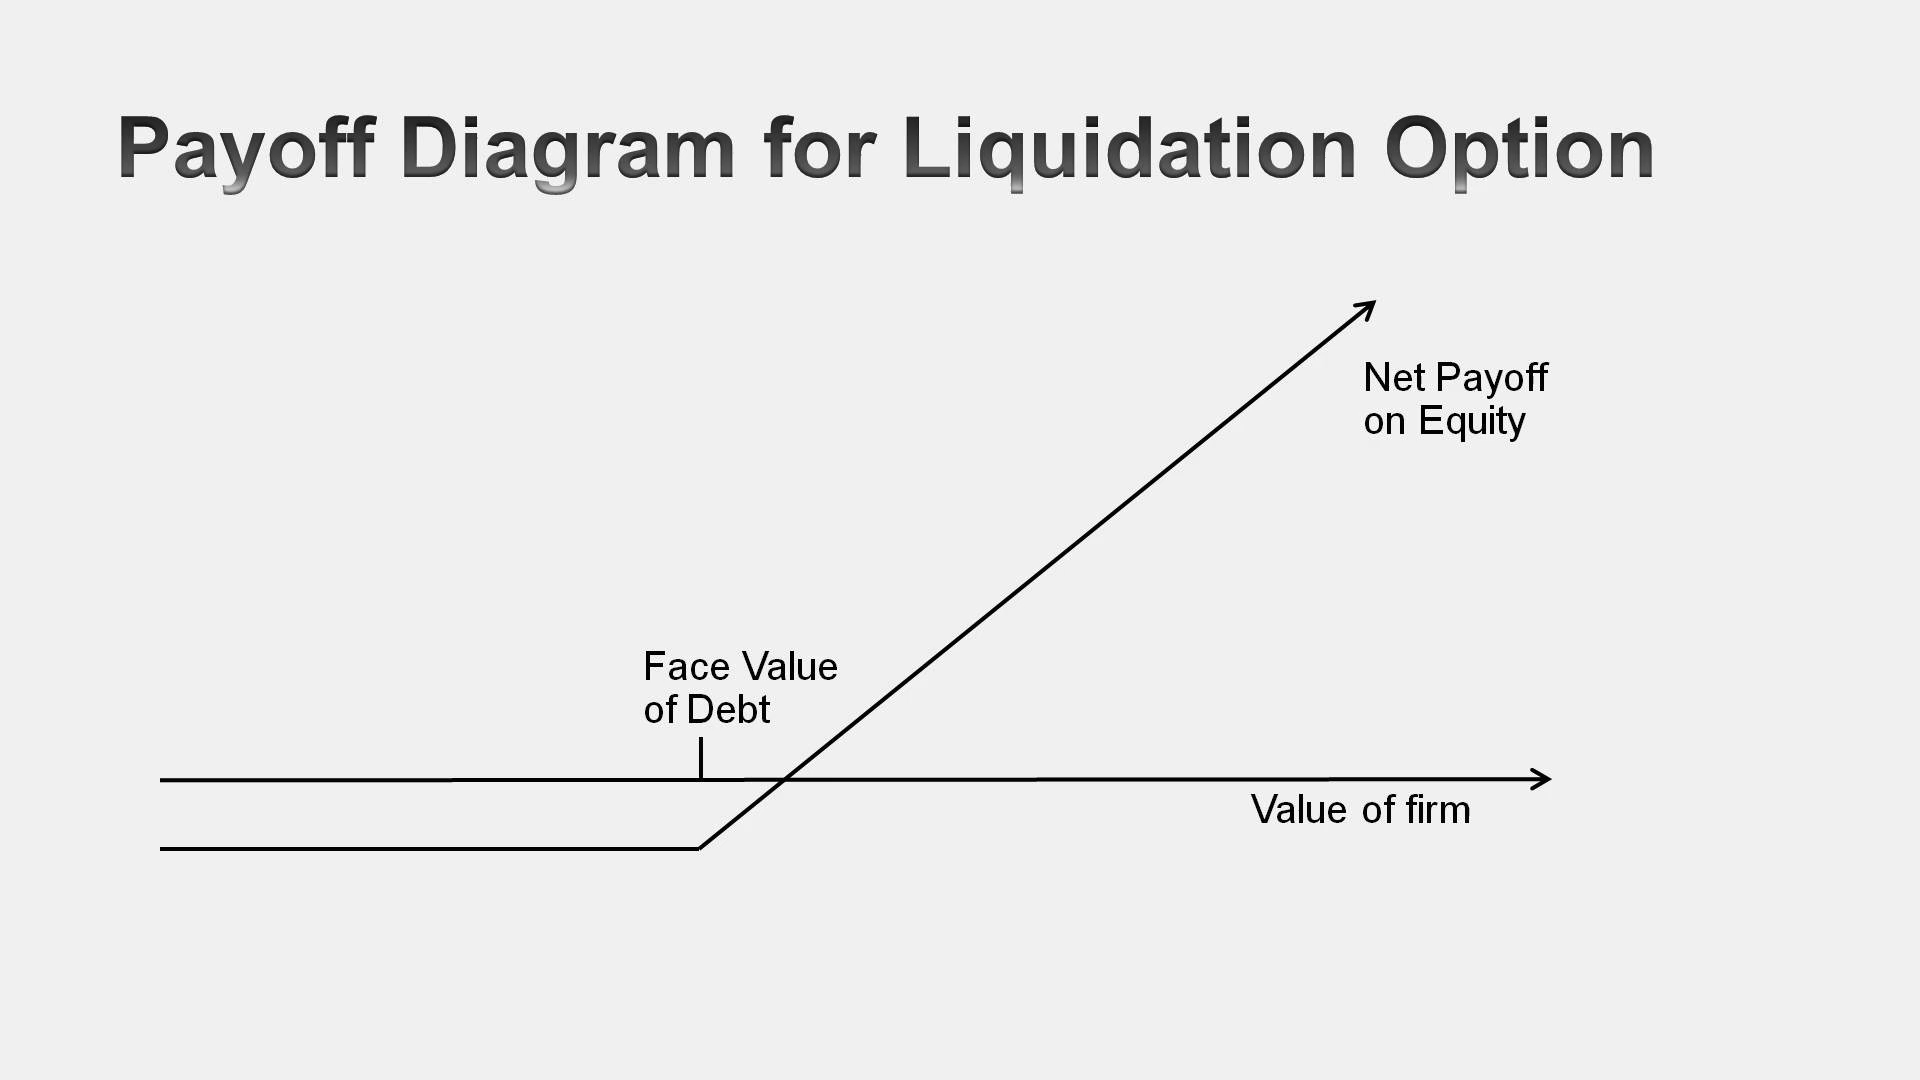 Payoff Diagram for Liquidation Option
Net Payoff
on Equity
Face Value
of Debt
Value of firm